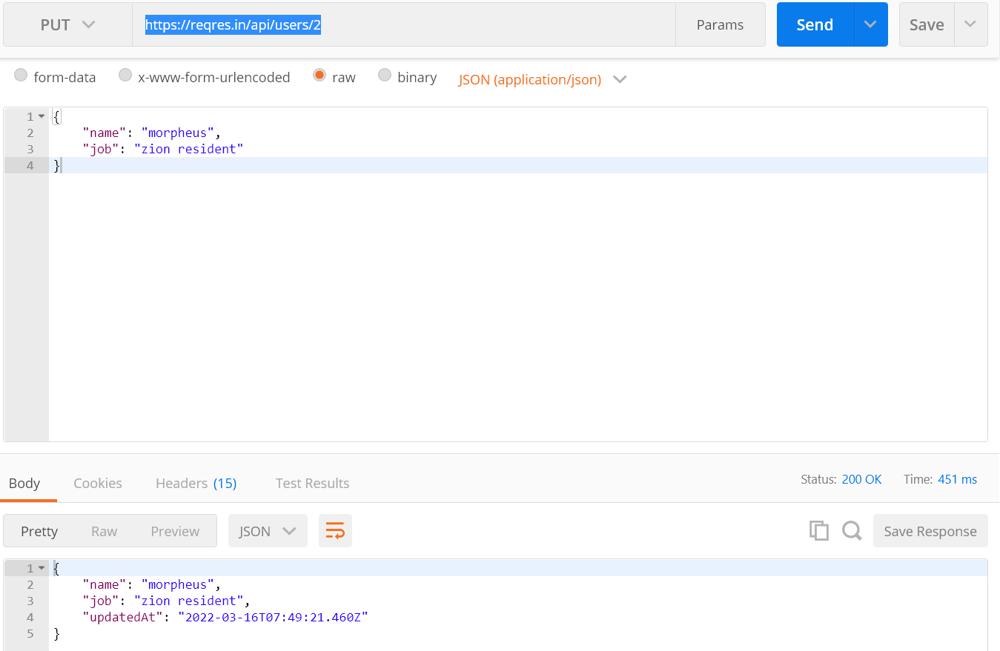 PUT https://reqres.in/api/users/2 Params Send Save
form-data x-www-form-urlencoded raw binary JSON (application/json)
1 {
2 "name": "morpheus",
3 "job": "zion resident"
4 }
Body Cookies Headers (15) Test Results Status: 200 OK Time: 451 ms
Pretty Raw Preview JSON Save Response
1 {
2 "name": "morpheus",
3 "job": "zion resident",
4 "updatedAt": "2022-03-16T07:49:21.460Z"
5 }